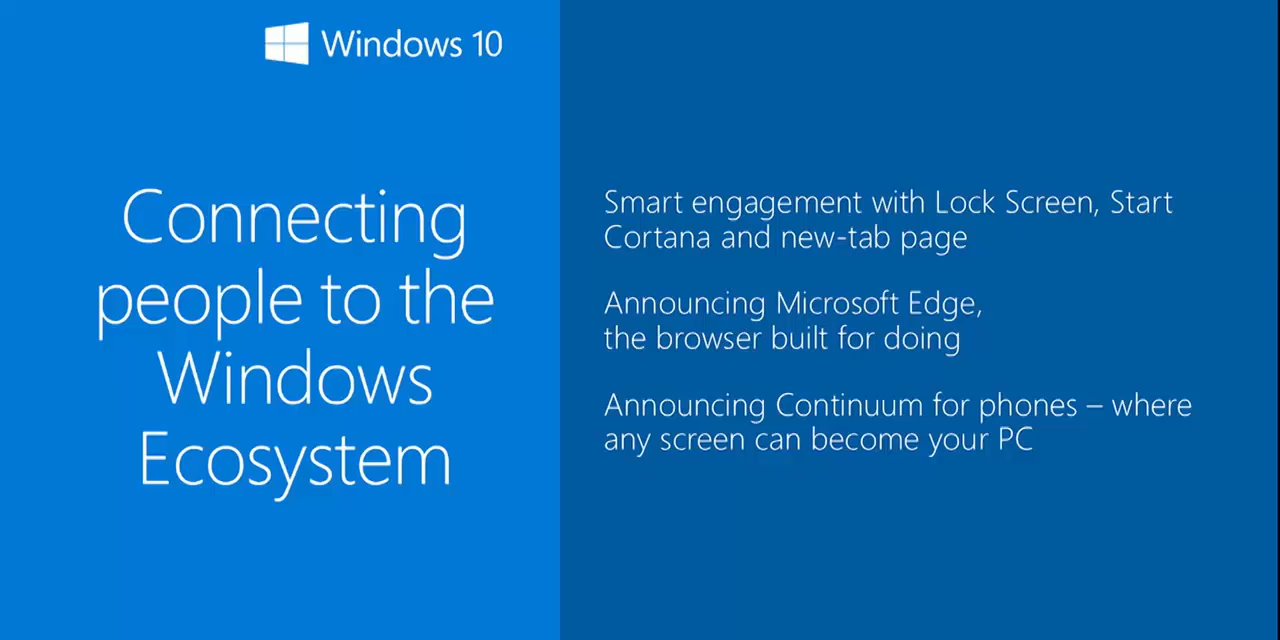 Windows 10
Connecting
people to the
Windows
Ecosystem
Smart engagement with Lock Screen, Start
Cortana and new-tab page
Announcing Microsoft Edge,
the browser built for doing
Announcing Continuum for phones – where
any screen can become your PC